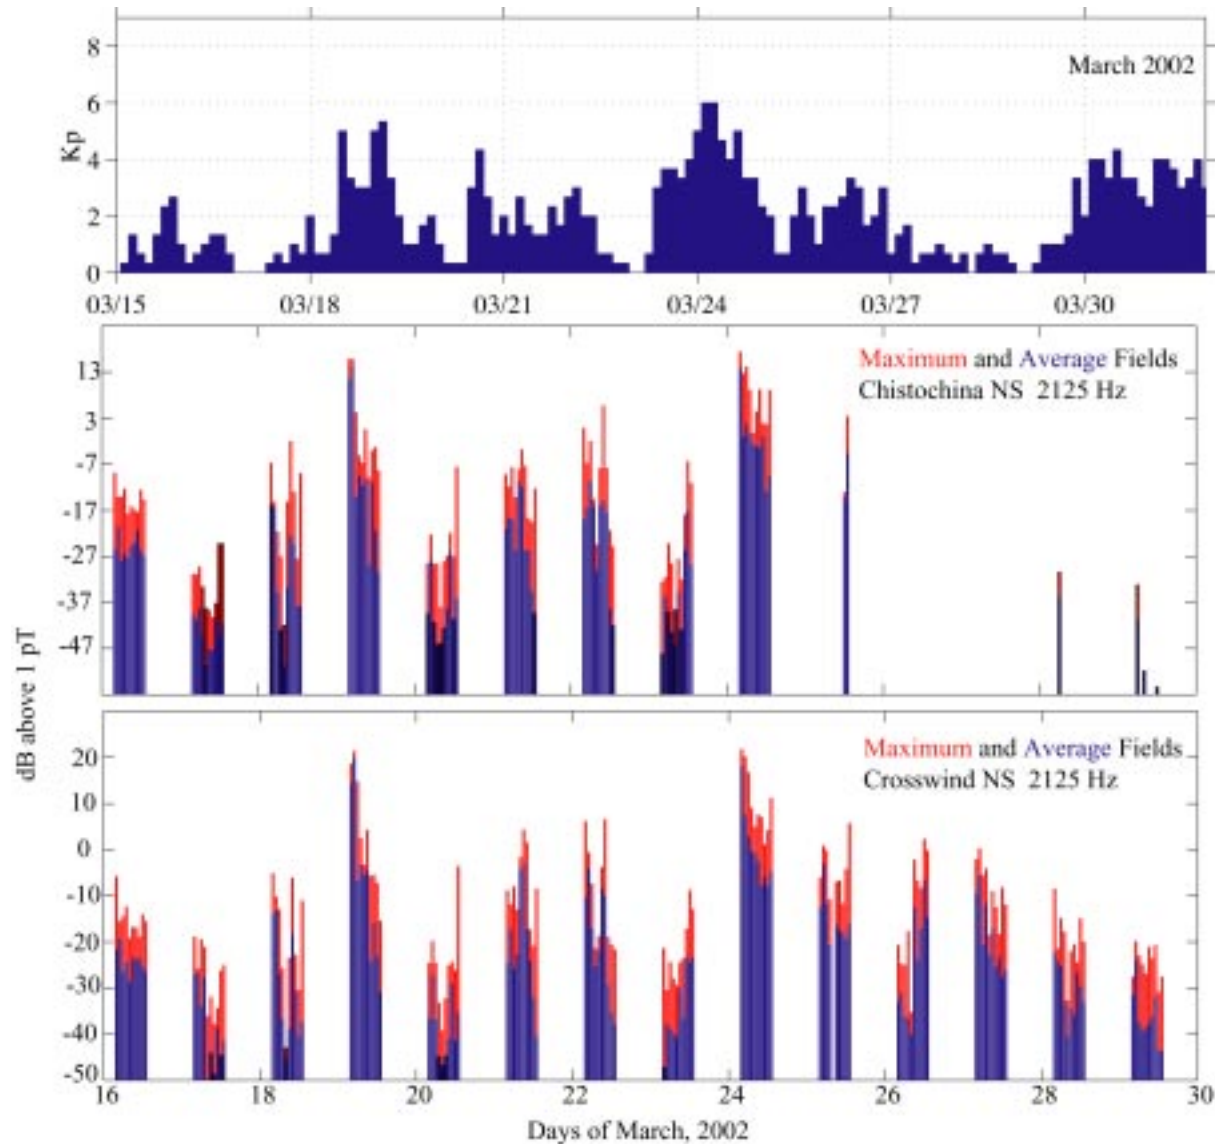 March 2002
Kp
8
6
4
2
0
03/15 03/18 03/21 03/24 03/27 03/30
dB above 1 pT
Maximum and Average Fields
Chistochina NS 2125 Hz
13
3
-7
-17
-27
-37
-47
Maximum and Average Fields
Crosswind NS 2125 Hz
20
10
0
-10
-20
-30
-40
-50
16 18 20 22 24 26 28 30
Days of March, 2002